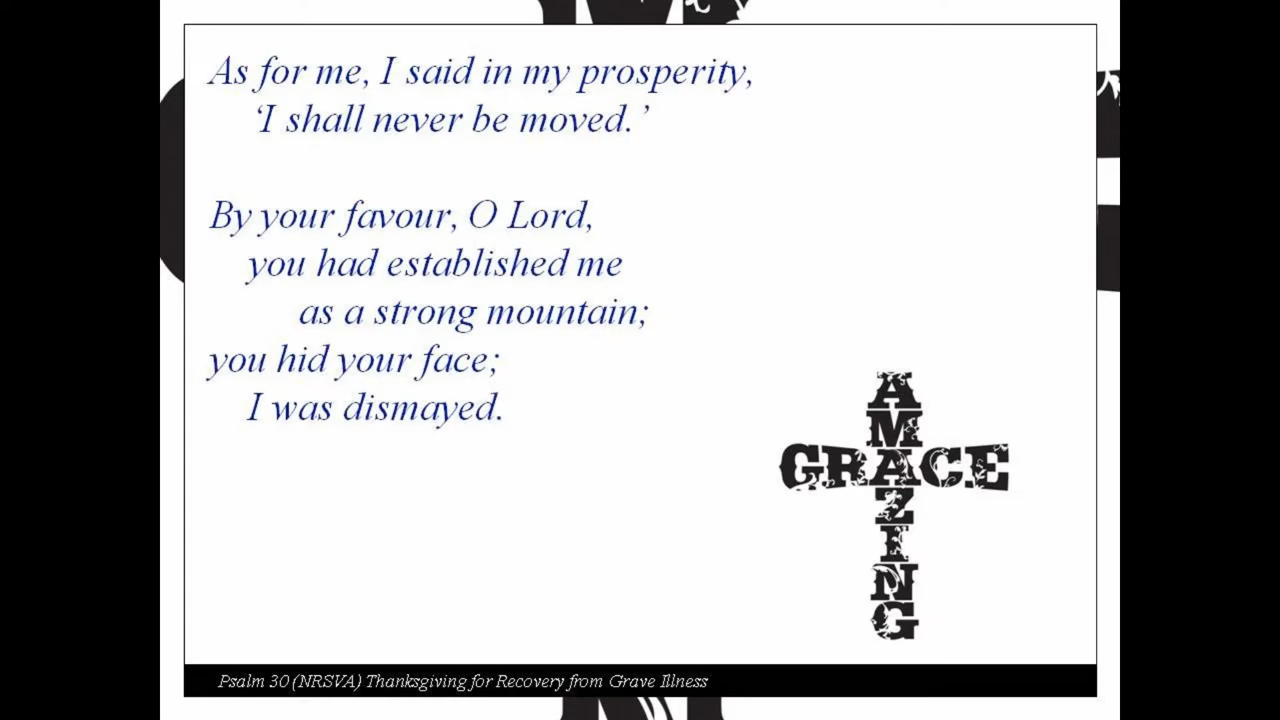 As for me, I said in my prosperity,
‘I shall never be moved.’
By your favour, O Lord,
you had established me
as a strong mountain;
you hid your face;
I was dismayed.
AMAZING
GRACE
Psalm 30 (NRSVA) Thanksgiving for Recovery from Grave Illness